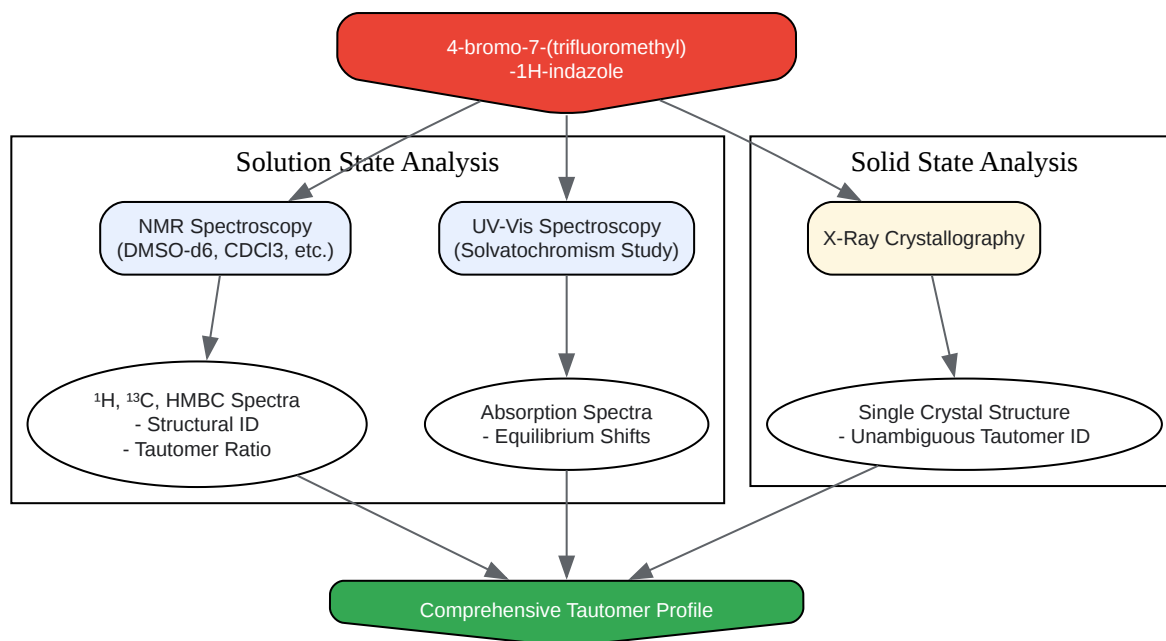 4-bromo-7-(trifluoromethyl)
-1H-indazole
Solution State Analysis
Solid State Analysis
NMR Spectroscopy
(DMSO-d6, CDCl3, etc.)
UV-Vis Spectroscopy
(Solvatochromism Study)
X-Ray Crystallography
¹H, ¹³C, HMBC Spectra
- Structural ID
- Tautomer Ratio
Absorption Spectra
- Equilibrium Shifts
Single Crystal Structure
- Unambiguous Tautomer ID
Comprehensive Tautomer Profile